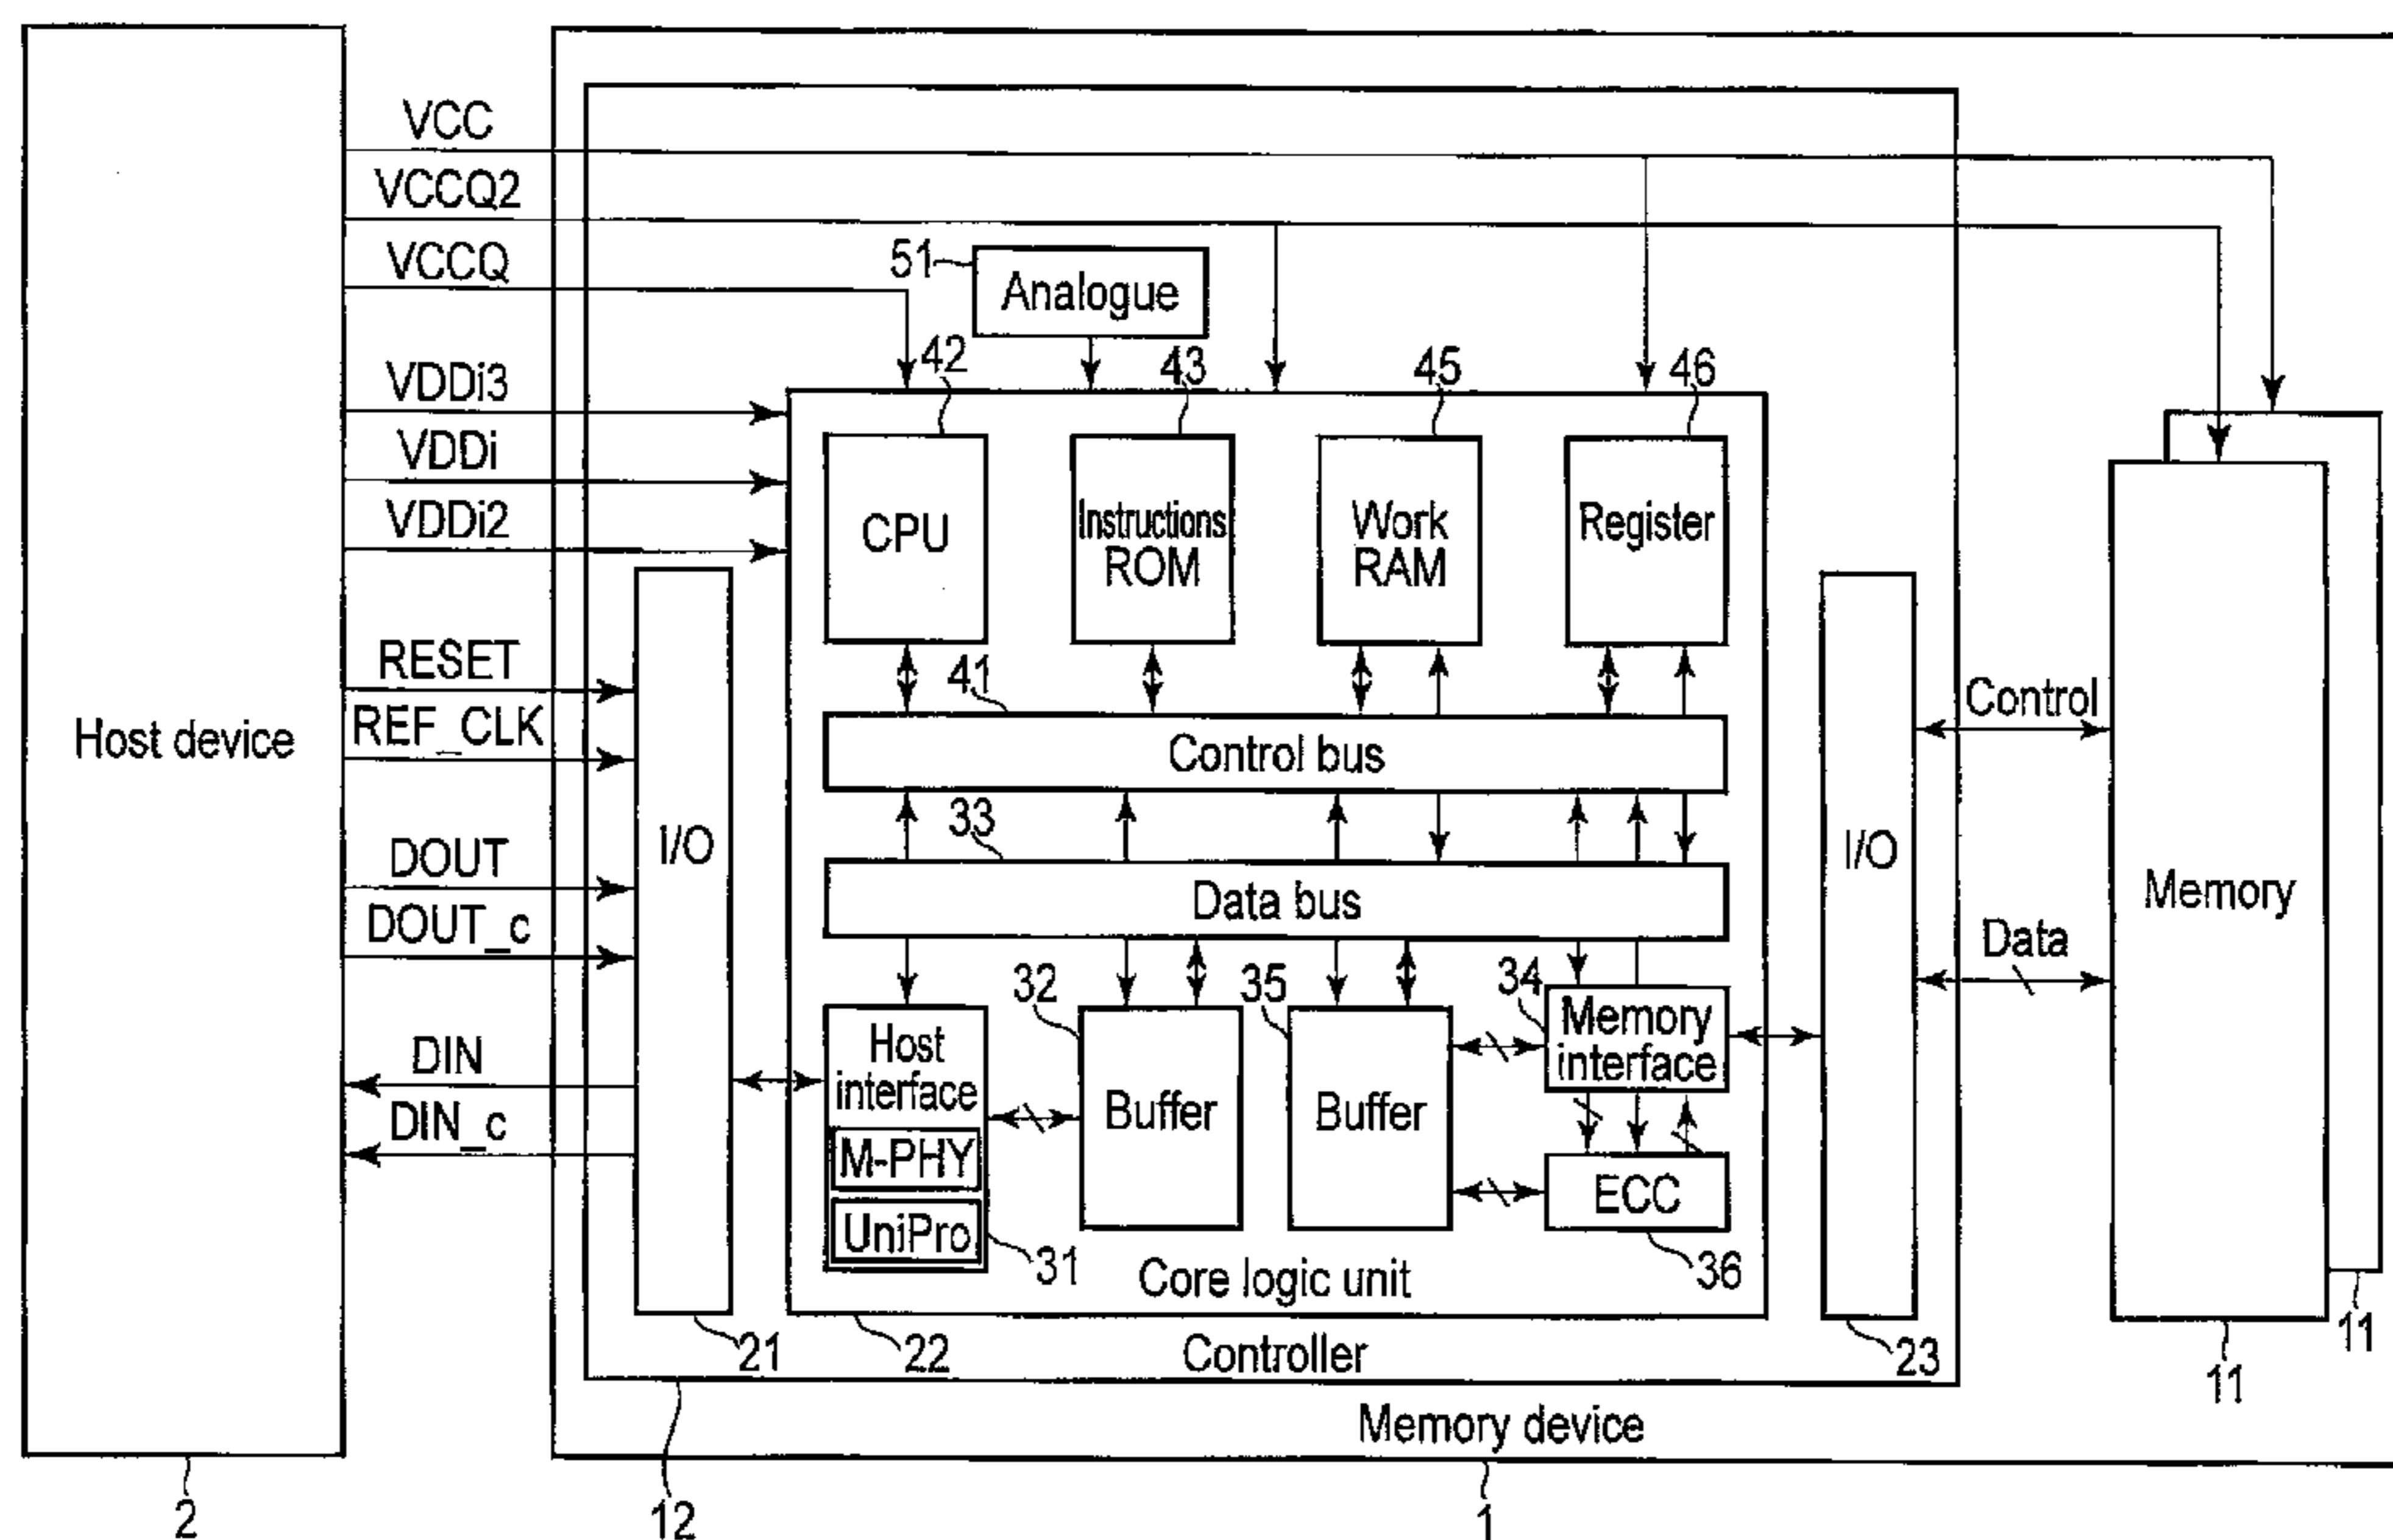 VCC
VCCQ2
VCCQ
51
Analogue
VDDi3
VDDi
VDDi2
42
43
45
46
CPU
Instructions
ROM
Work
RAM
Register
RESET
REF_CLK
41
Control bus
Control
Host device
33
Data bus
I/O
I/O
Memory
DOUT
DOUT_c
Data
32
35
34
DIN
DIN_c
Host
interface
M-PHY
UniPro
31
Buffer
Buffer
Memory
interface
ECC
36
Core logic unit
21
22
Controller
23
11
11
Memory device
2
12
1